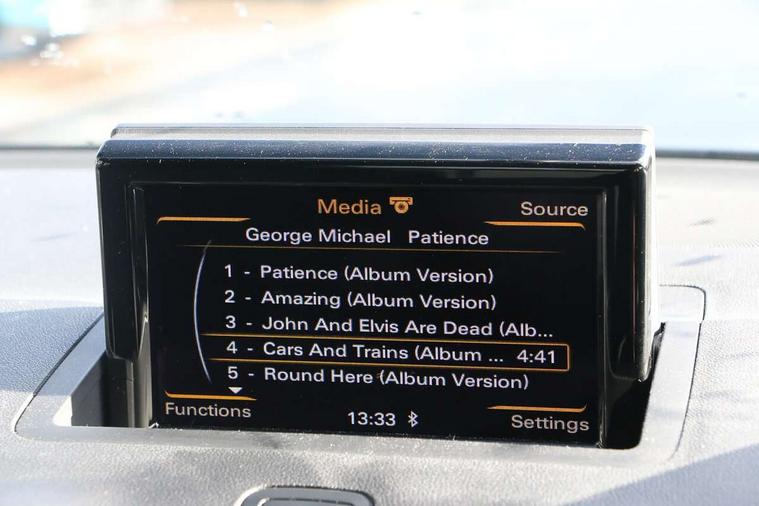 Media
Source
George Michael Patience
1 - Patience (Album Version)
2 - Amazing (Album Version)
3 - John And Elvis Are Dead (Alb...
4 - Cars And Trains (Album ... 4:41
5 - Round Here (Album Version)
Functions
13:33
Settings